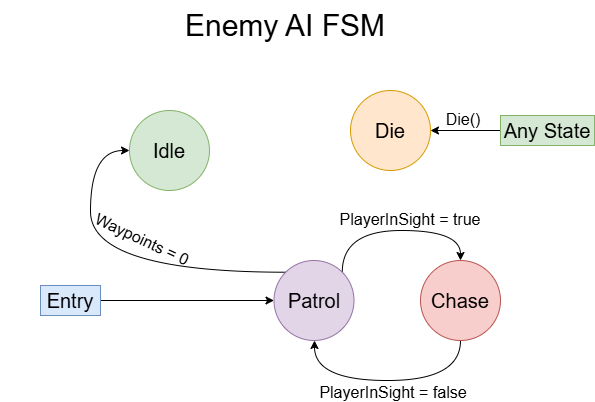 Enemy AI FSM
Die()
Die
Any State
Idle
Waypoints = 0
PlayerInSight = true
Entry
Patrol
Chase
PlayerInSight = false